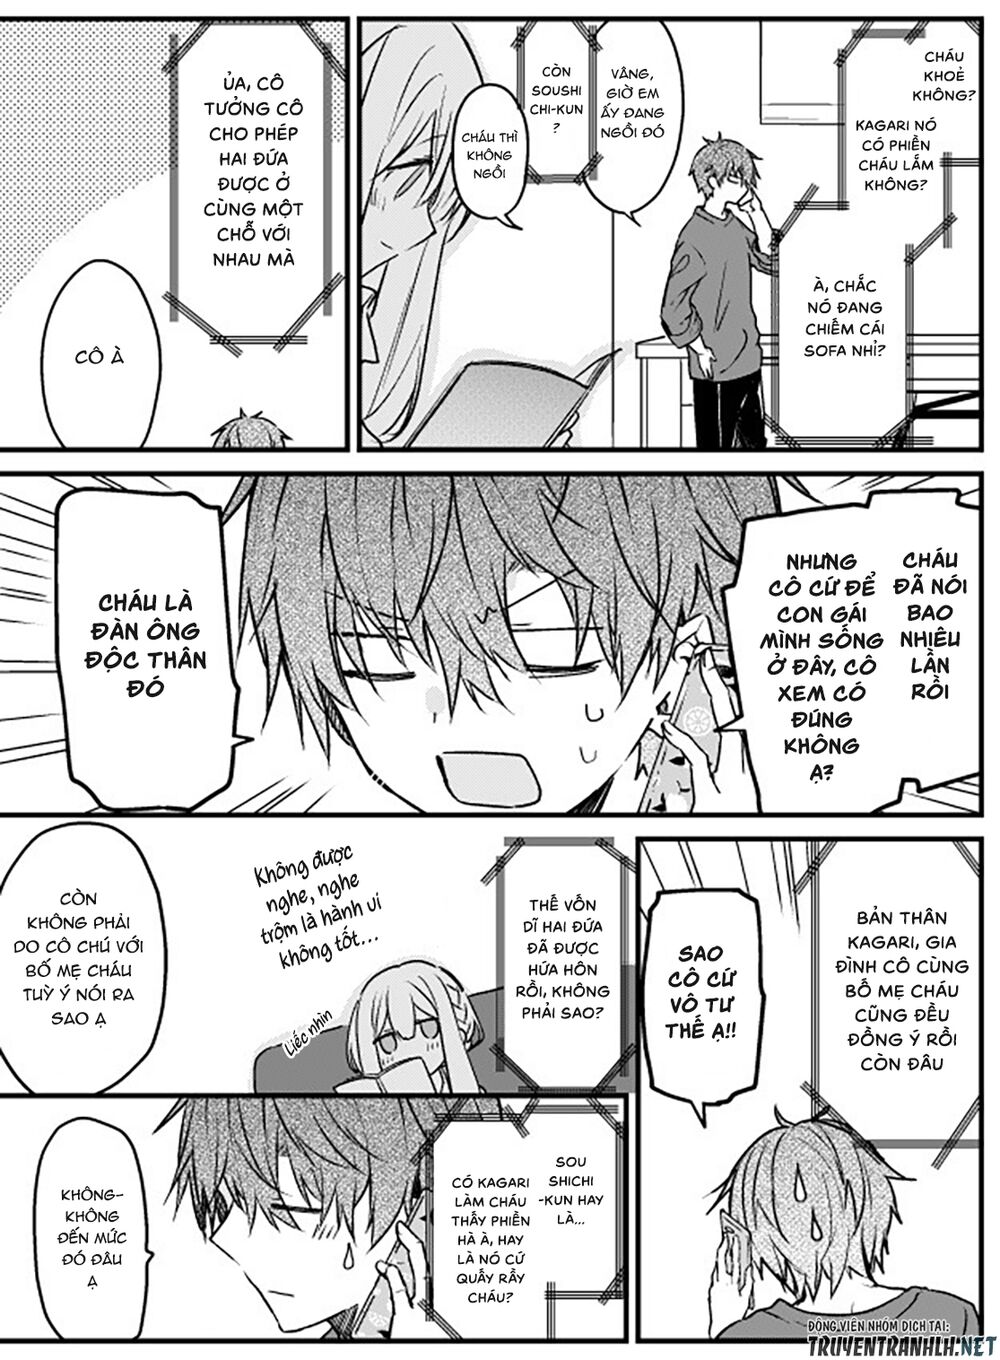 CHÁU
KHOẺ
KHÔNG?
KAGARI NÓ
CÓ PHIỀN
CHÁU LẮM
KHÔNG?
À, CHẮC
NÓ ĐANG
CHIẾM CÁI
SOFA NHỈ?
VÂNG,
GIỜ EM
ẤY ĐANG
NGỒI ĐÓ
CÒN
SOUSHI
CHI-KUN
?
CHÁU THÌ
KHÔNG
NGỒI
ỦA, CÔ
TƯỞNG CÔ
CHO PHÉP
HAI ĐỨA
ĐƯỢC Ở
CÙNG MỘT
CHỖ VỚI
NHAU MÀ
CÔ À
CHÁU
ĐÃ NÓI
BAO
NHIÊU
LẦN
RỒI
NHƯNG
CÔ CỨ ĐỂ
CON GÁI
MÌNH SỐNG
Ở ĐÂY, CÔ
XEM CÓ
ĐÚNG
KHÔNG
Ạ?
CHÁU LÀ
ĐÀN ÔNG
ĐỘC THÂN
ĐÓ
BẢN THÂN
KAGARI, GIA
ĐÌNH CÔ CÙNG
BỐ MẸ CHÁU
CŨNG ĐỀU
ĐỒNG Ý RỒI
CÒN ĐÂU
SAO
CÔ CỨ
VÔ TƯ
THẾ Ạ!!
THẾ VỐN
DĨ HAI ĐỨA
ĐÃ ĐƯỢC
HỨA HÔN
RỒI, KHÔNG
PHẢI SAO?
Không được
nghe, nghe
trộm là hành vi
không tốt...
Liếc nhìn
CÒN
KHÔNG PHẢI
DO CÔ CHÚ VỚI
BỐ MẸ CHÁU
TUỲ Ý NÓI RA
SAO Ạ
SOU
SHICHI
-KUN HAY
LÀ...
CÓ KAGARI
LÀM CHÁU
THẤY PHIỀN
HÀ À, HAY
LÀ NÓ CỨ
QUẤY RẦY
CHÁU?
KHÔNG-
KHÔNG
ĐẾN MỨC
ĐÓ ĐÂU
Ạ
ĐỘNG VIÊN NHÓM DỊCH TẠI:
TRUYENTRANHLH.NET